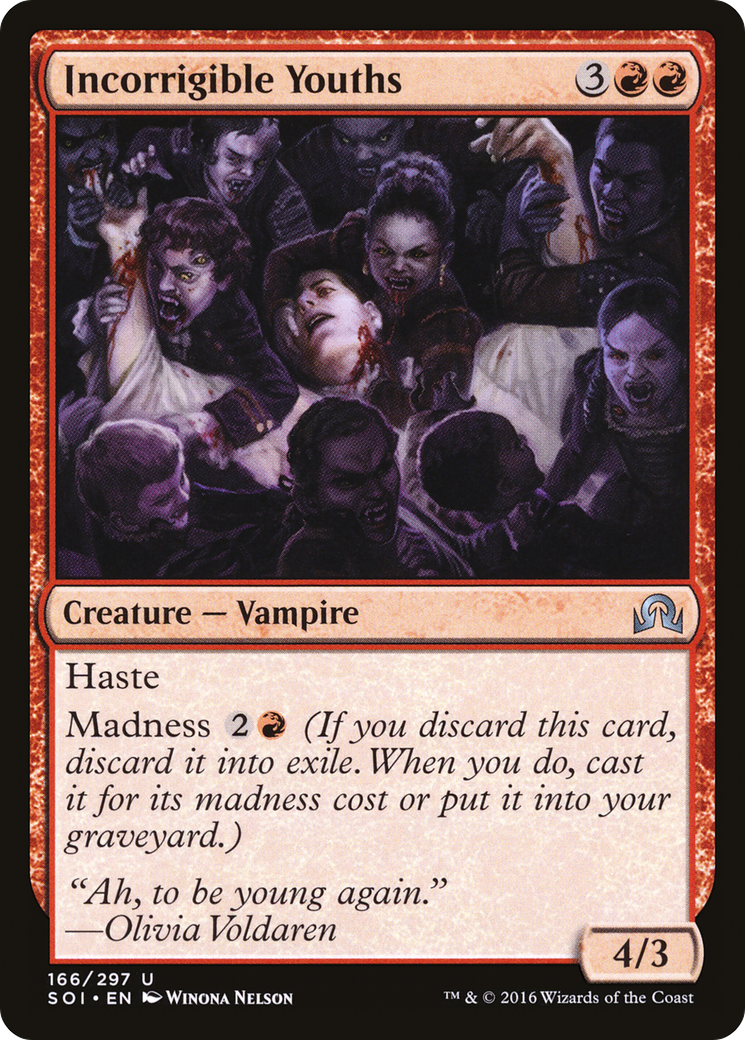 Incorrigible Youths 3
Creature — Vampire
Haste
Madness 2 (If you discard this card,
discard it into exile. When you do, cast
it for its madness cost or put it into your
graveyard.)
“Ah, to be young again.”
—Olivia Voldaren
4/3
166/297 U
SOI • EN Winona Nelson
™ & © 2016 Wizards of the Coast